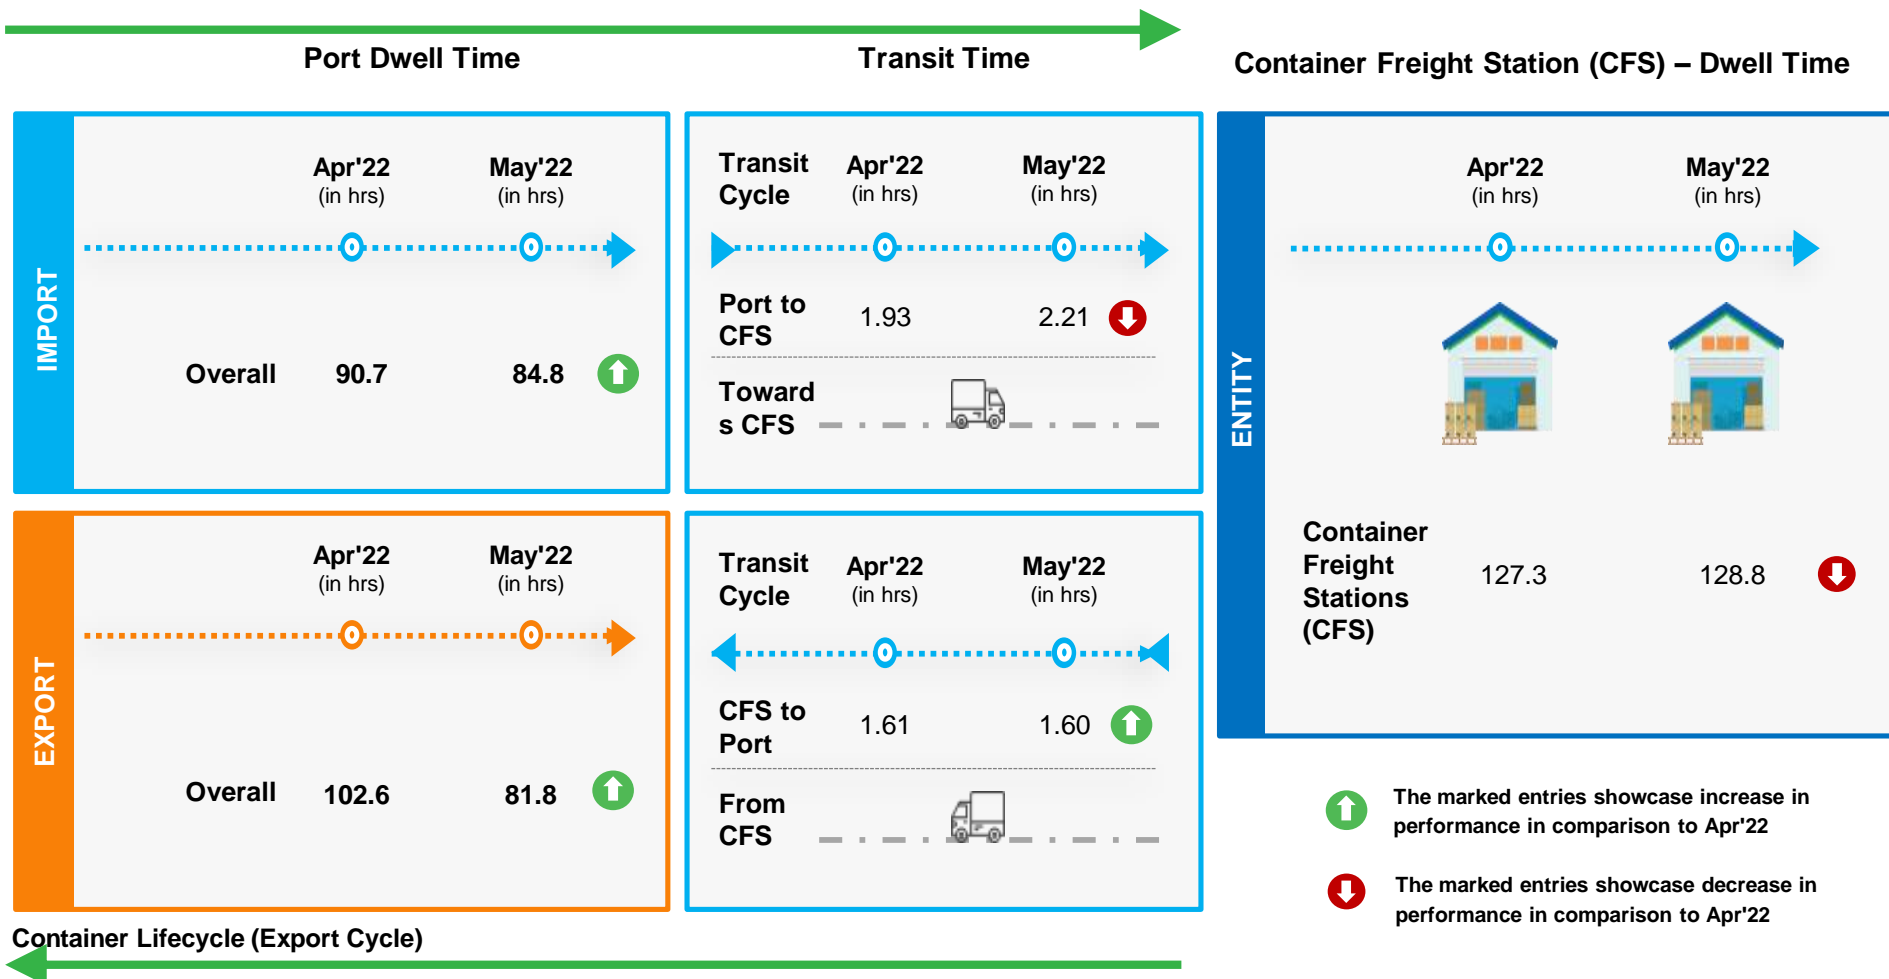 Port Dwell Time
Transit Time
Container Freight Station (CFS) – Dwell Time
IMPORT
Apr'22
(in hrs)
May'22
(in hrs)
Overall
90.7
84.8
Transit
Cycle
Apr'22
(in hrs)
May'22
(in hrs)
Port to
CFS
1.93
2.21
Toward
s CFS
ENTITY
Apr'22
(in hrs)
May'22
(in hrs)
Container
Freight
Stations
(CFS)
127.3
128.8
EXPORT
Apr'22
(in hrs)
May'22
(in hrs)
Overall
102.6
81.8
Transit
Cycle
Apr'22
(in hrs)
May'22
(in hrs)
CFS to
Port
1.61
1.60
From
CFS
The marked entries showcase increase in
performance in comparison to Apr'22
The marked entries showcase decrease in
performance in comparison to Apr'22
Container Lifecycle (Export Cycle)